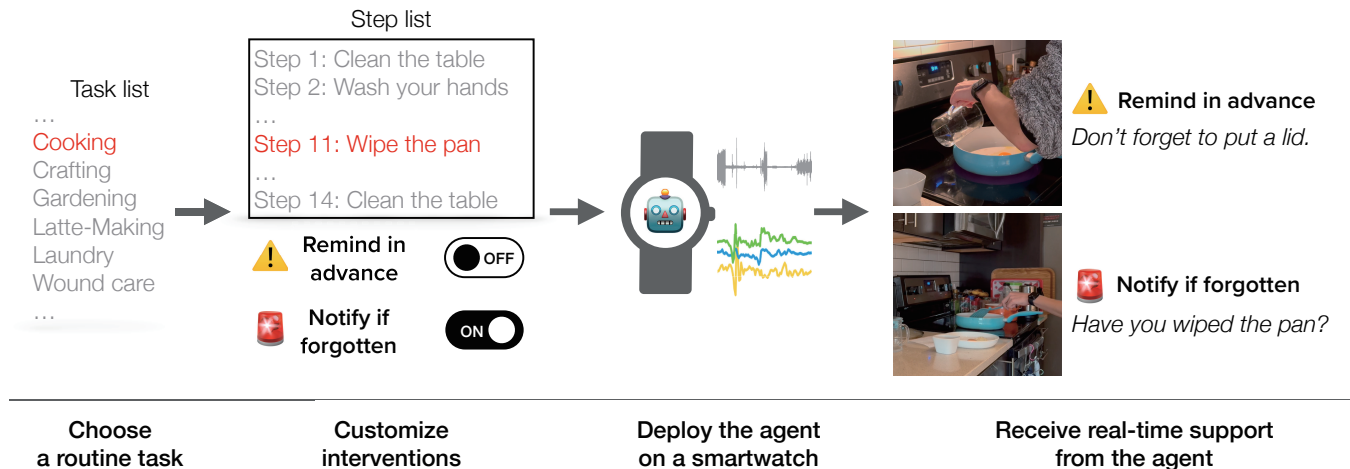 Task list
…
Cooking
Crafting
Gardening
Latte-Making
Laundry
Wound care
…
Step list
Step 1: Clean the table
Step 2: Wash your hands
…
Step 11: Wipe the pan
…
Step 14: Clean the table
Remind in
advance
OFF
Notify if
forgotten
ON
Remind in advance
Don’t forget to put a lid.
Notify if forgotten
Have you wiped the pan?
Choose
a routine task
Customize
interventions
Deploy the agent
on a smartwatch
Receive real-time support
from the agent